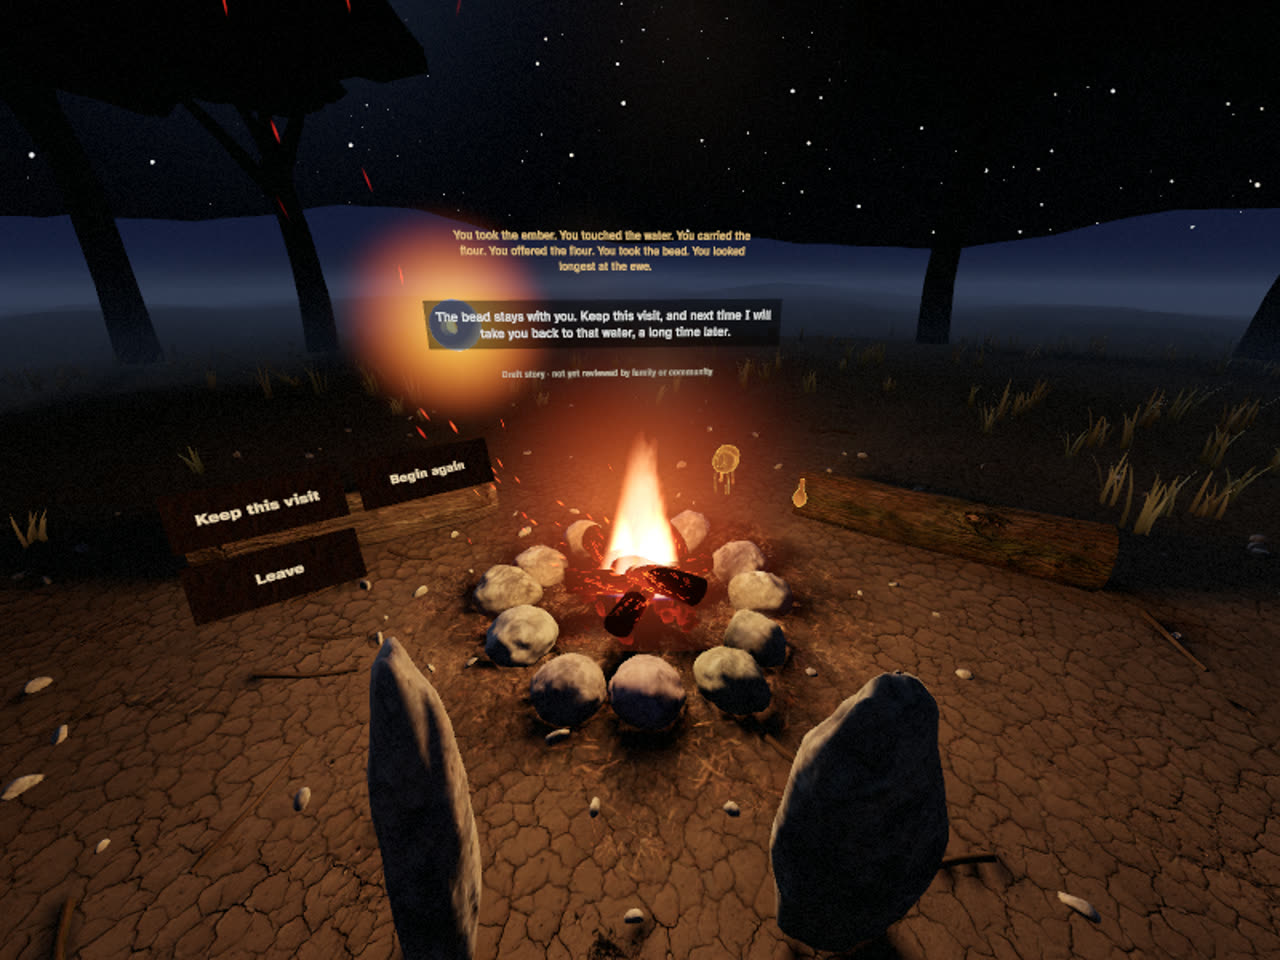 You took the ember. You touched the water. You carried the
flour. You offered the flour. You took the bead. You looked
longest at the ewe.
The bead stays with you. Keep this visit, and next time I will
take you back to that water, a long time later.
Draft story - not yet reviewed by family or community
Begin again
Keep this visit
Leave